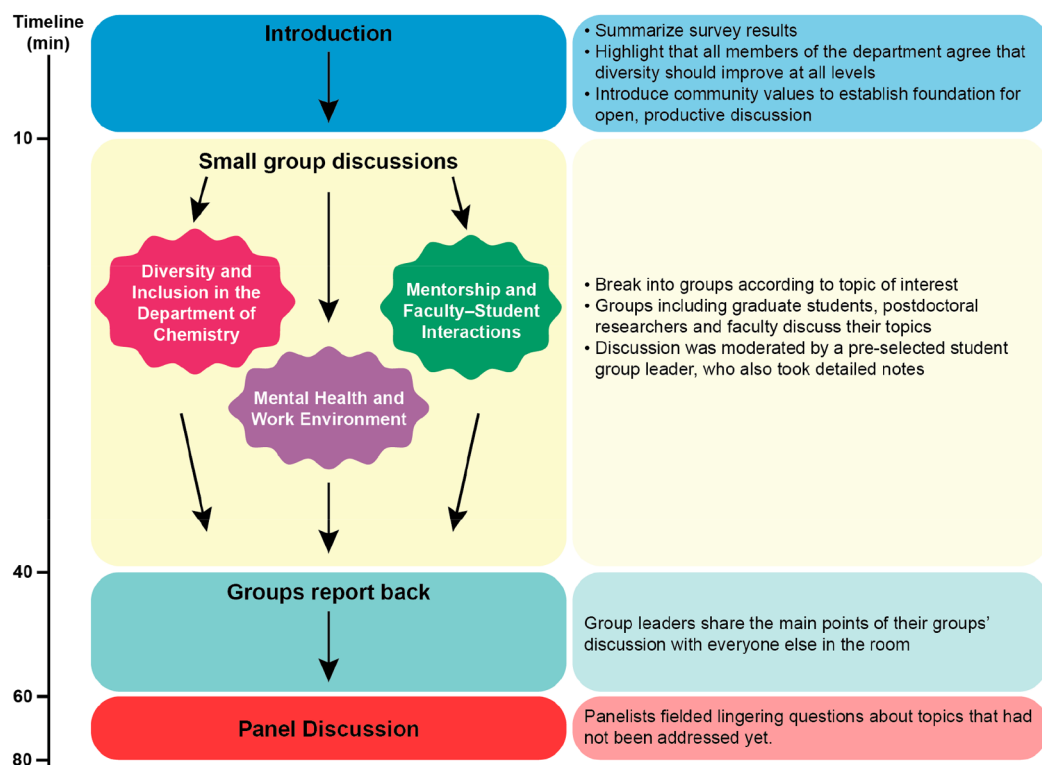 Timeline
(min)
Introduction
• Summarize survey results
• Highlight that all members of the department agree that
diversity should improve at all levels
• Introduce community values to establish foundation for
open, productive discussion
10
Small group discussions
Diversity and
Inclusion in the
Department of
Chemistry
Mental Health and
Work Environment
Mentorship and
Faculty–Student
Interactions
• Break into groups according to topic of interest
• Groups including graduate students, postdoctoral
researchers and faculty discuss their topics
• Discussion was moderated by a pre-selected student
group leader, who also took detailed notes
40
Groups report back
Group leaders share the main points of their groups’
discussion with everyone else in the room
60
Panel Discussion
Panelists fielded lingering questions about topics that had
not been addressed yet.
80